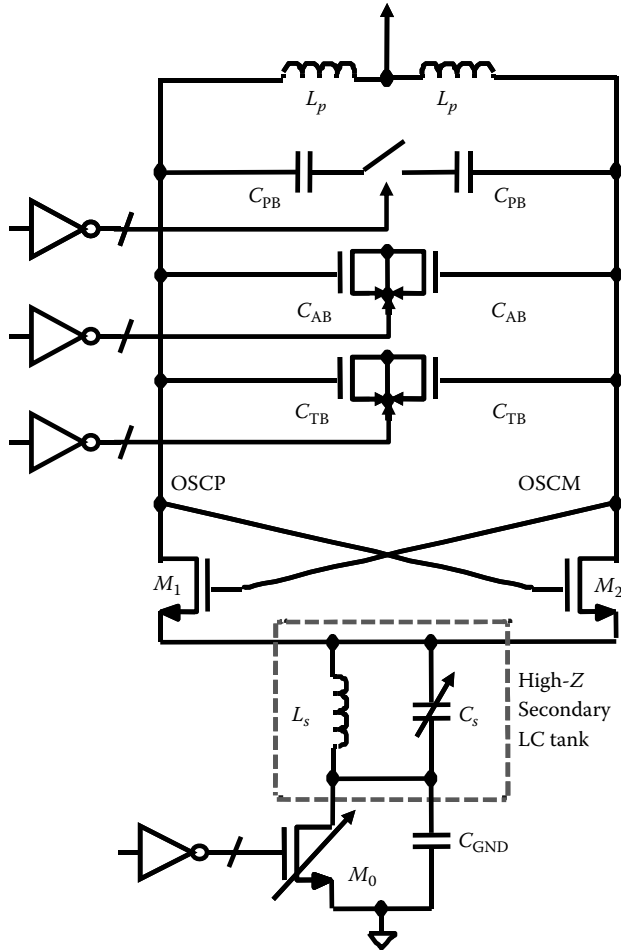 L_p L_p
C_PB C_PB
C_AB C_AB
C_TB C_TB
OSCP OSCM
M_1 M_2
High-Z
Secondary
LC tank
L_s C_s
C_GND
M_0